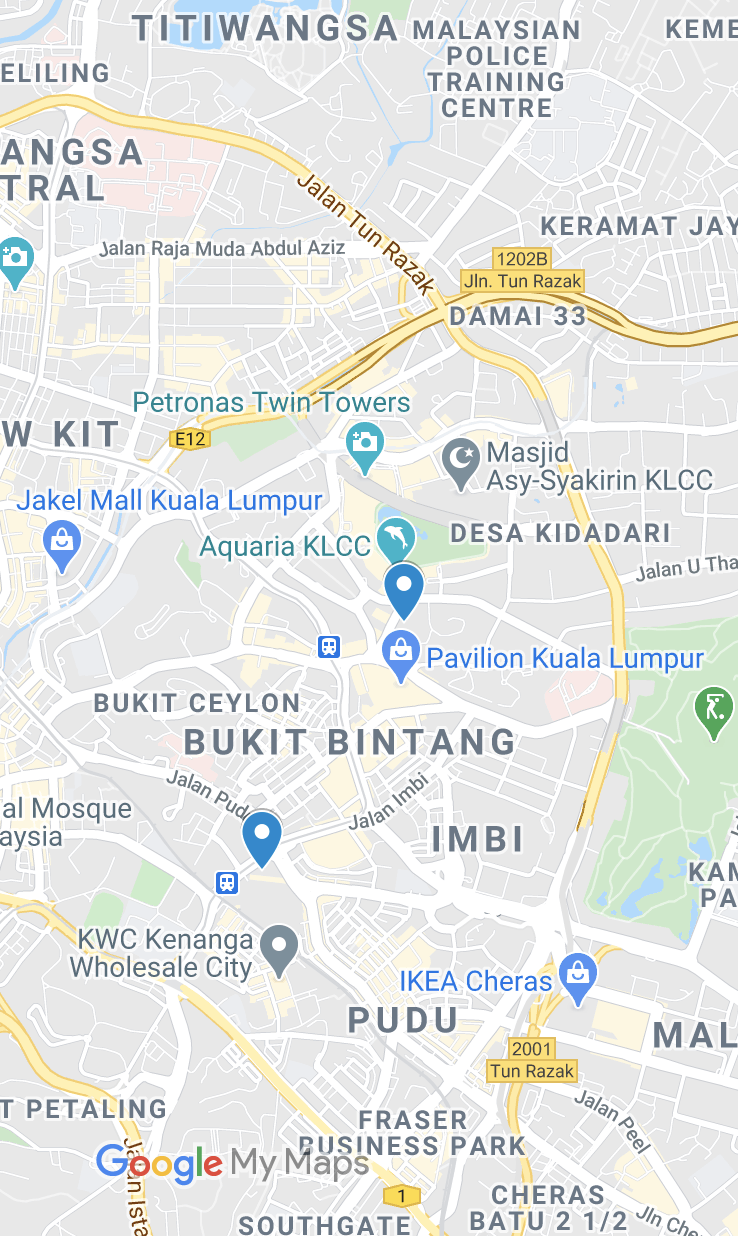 TITIWANGSA
MALAYSIAN
POLICE
TRAINING
CENTRE
KEME
ELILING
ANGSA
TRAL
Jalan Tun Razak
KERAMAT JAY
Jalan Raja Muda Abdul Aziz
1202B
Jln. Tun Razak
DAMAI 33
Petronas Twin Towers
W KIT
E12
Masjid
Asy-Syakirin KLCC
Jakel Mall Kuala Lumpur
Aquaria KLCC
DESA KIDADARI
Jalan U Tha
Pavilion Kuala Lumpur
BUKIT CEYLON
BUKIT BINTANG
Jalan Pudu
Jalan Imbi
al Mosque
aysia
IMBI
KAM
PA
KWC Kenanga
Wholesale City
IKEA Cheras
PUDU
MAL
2001
Tun Razak
T PETALING
Jalan Peel
FRASER
BUSINESS PARK
Google My Maps
Jalan Ista
1
CHERAS
BATU 2 1/2
SOUTHGATE
Jln Che